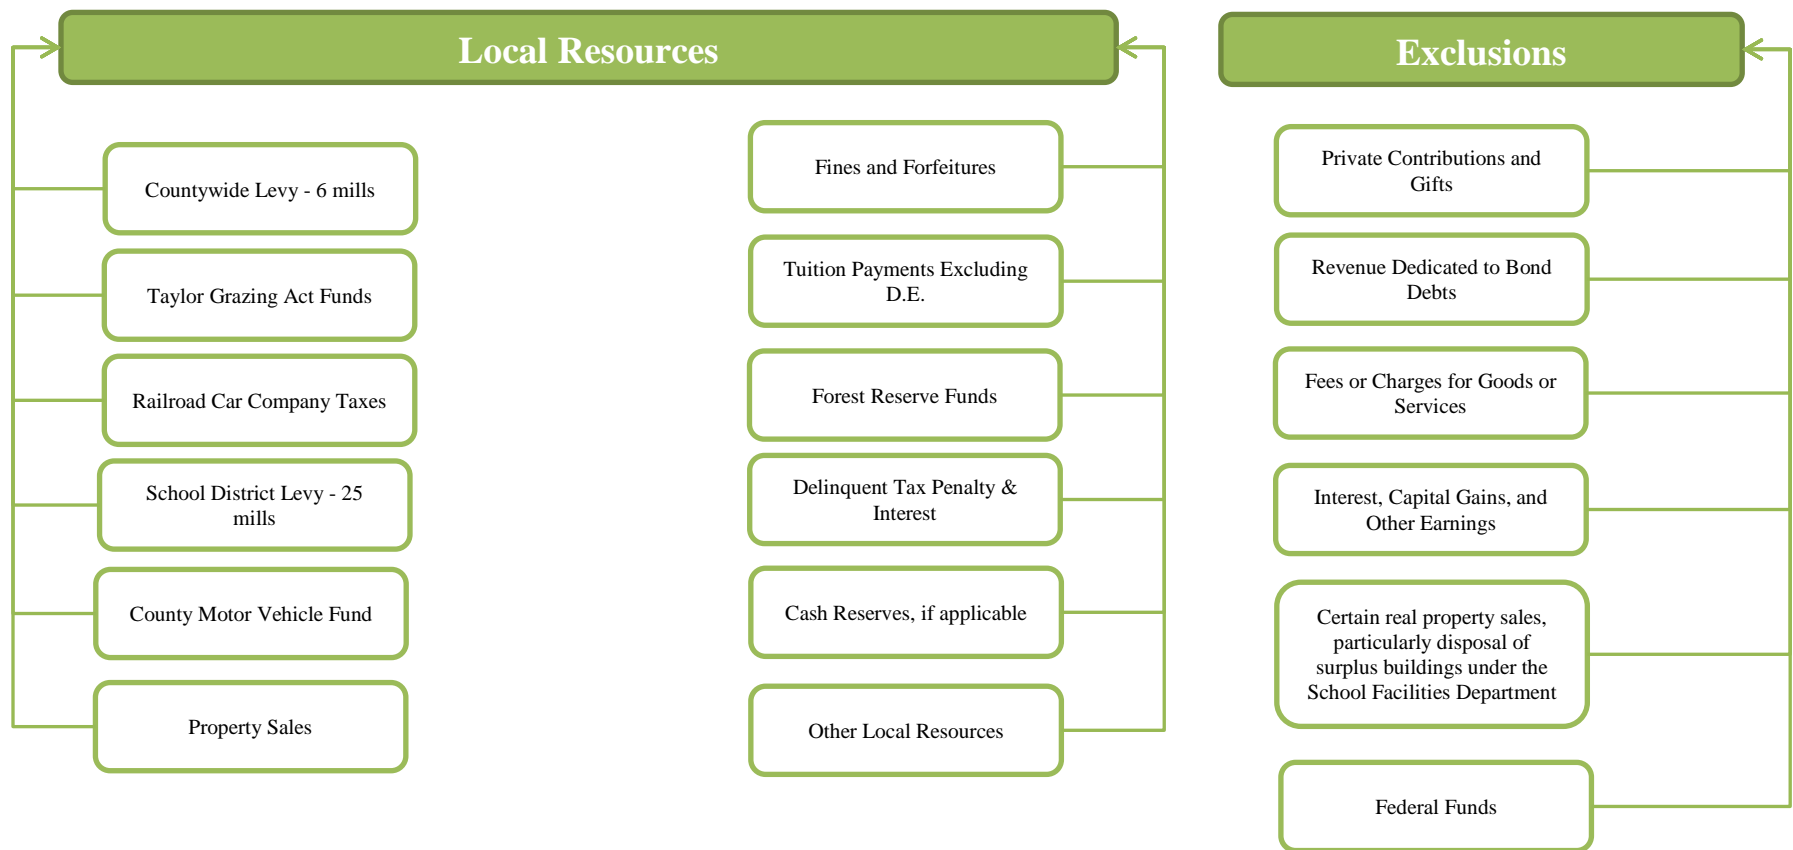 Local Resources
Countywide Levy - 6 mills
Taylor Grazing Act Funds
Railroad Car Company Taxes
School District Levy - 25
mills
County Motor Vehicle Fund
Property Sales
Fines and Forfeitures
Tuition Payments Excluding
D.E.
Forest Reserve Funds
Delinquent Tax Penalty &
Interest
Cash Reserves, if applicable
Other Local Resources
Exclusions
Private Contributions and
Gifts
Revenue Dedicated to Bond
Debts
Fees or Charges for Goods or
Services
Interest, Capital Gains, and
Other Earnings
Certain real property sales,
particularly disposal of
surplus buildings under the
School Facilities Department
Federal Funds